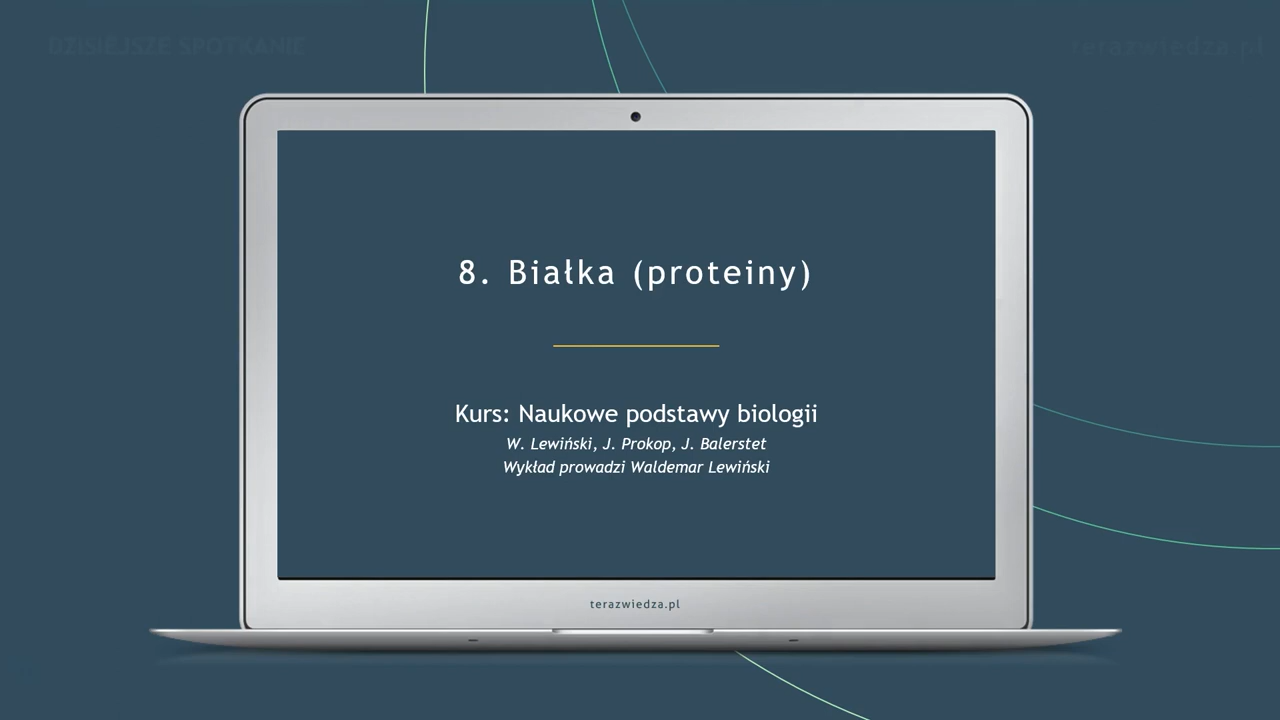 DZISIEJSZE SPOTKANIE
terazwiedza.pl
8. Białka (proteiny)
Kurs: Naukowe podstawy biologii
W. Lewiński, J. Prokop, J. Balerstet
Wykład prowadzi Waldemar Lewiński
terazwiedza.pl